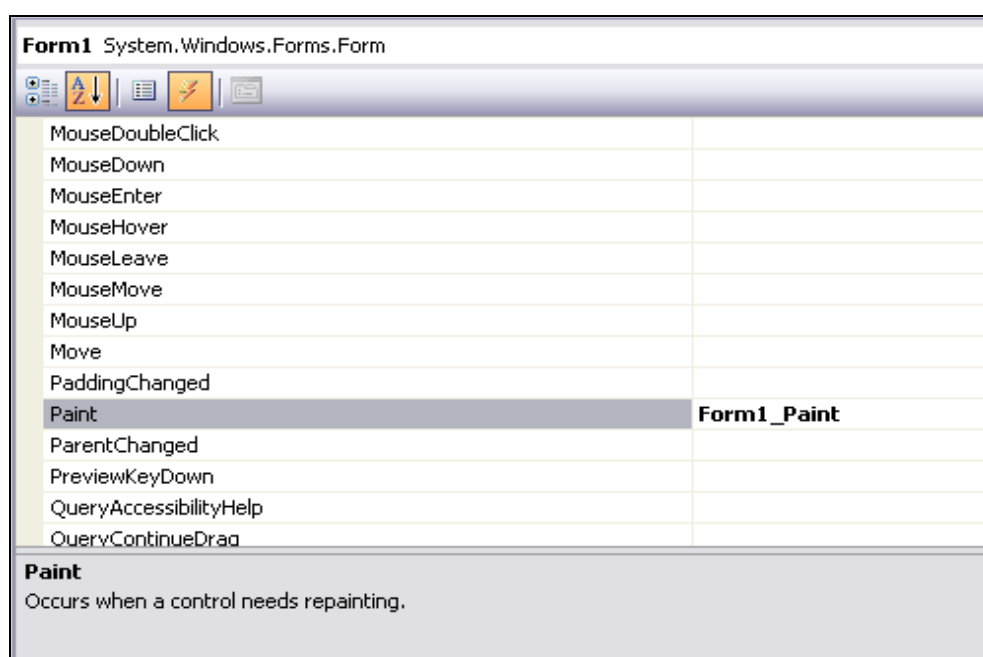 Form1 System.Windows.Forms.Form
MouseDoubleClick
MouseDown
MouseEnter
MouseHover
MouseLeave
MouseMove
MouseUp
Move
PaddingChanged
Paint Form1_Paint
ParentChanged
PreviewKeyDown
QueryAccessibilityHelp
QueryContinueDrag
Paint
Occurs when a control needs repainting.